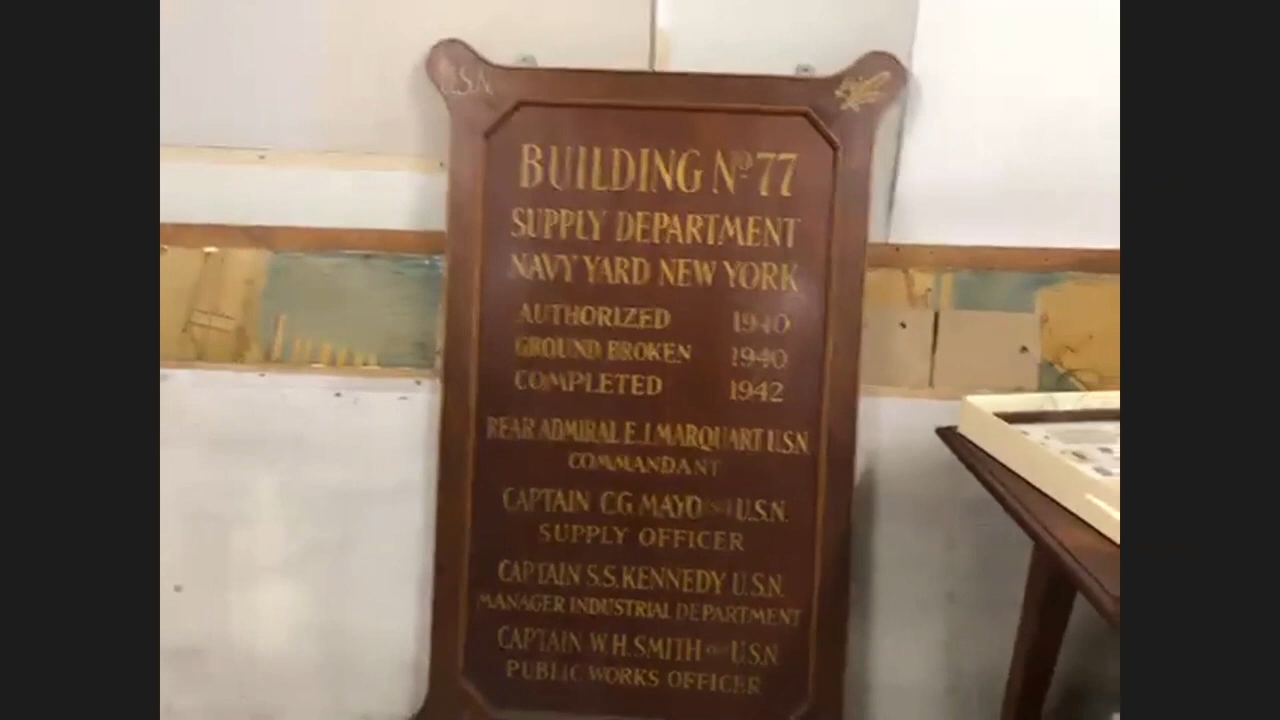 U.S.N.
BUILDING Nº 77
SUPPLY DEPARTMENT
NAVY YARD NEW YORK
AUTHORIZED 1940
GROUND BROKEN 1940
COMPLETED 1942
REAR ADMIRAL E.J. MARQUART U.S.N.
COMMANDANT
CAPTAIN C.G. MAYO U.S.N.
SUPPLY OFFICER
CAPTAIN S.S. KENNEDY U.S.N.
MANAGER INDUSTRIAL DEPARTMENT
CAPTAIN W.H. SMITH U.S.N.
PUBLIC WORKS OFFICER